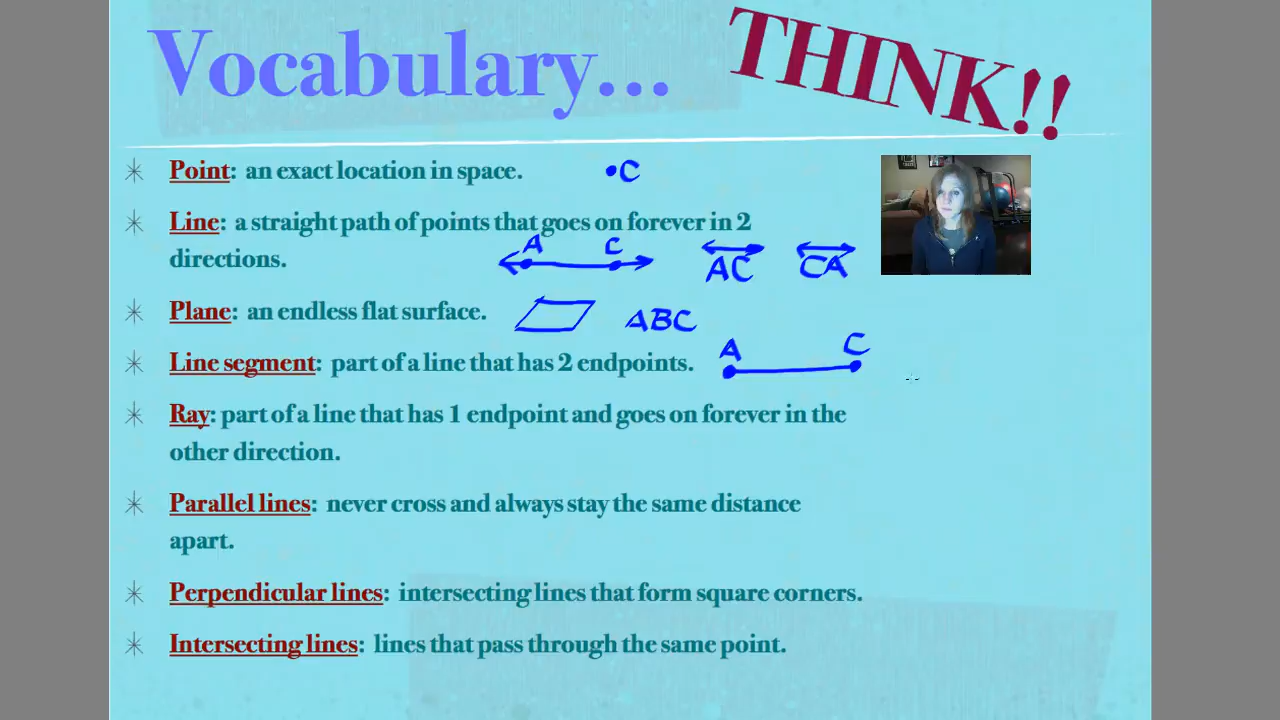 Vocabulary... THINK!!
Point: an exact location in space. •C
Line: a straight path of points that goes on forever in 2
directions. A C AC CA
Plane: an endless flat surface. ABC
Line segment: part of a line that has 2 endpoints. A C
Ray: part of a line that has 1 endpoint and goes on forever in the
other direction.
Parallel lines: never cross and always stay the same distance
apart.
Perpendicular lines: intersecting lines that form square corners.
Intersecting lines: lines that pass through the same point.